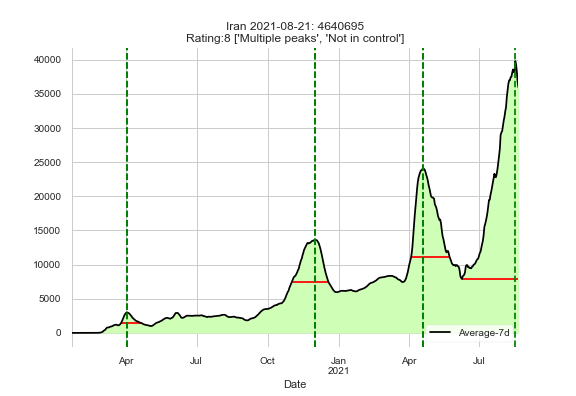 Iran 2021-08-21: 4640695
Rating:8 ['Multiple peaks', 'Not in control']
40000
35000
30000
25000
20000
15000
10000
5000
0
Average-7d
Apr Jul Oct Jan Apr Jul
2021
Date